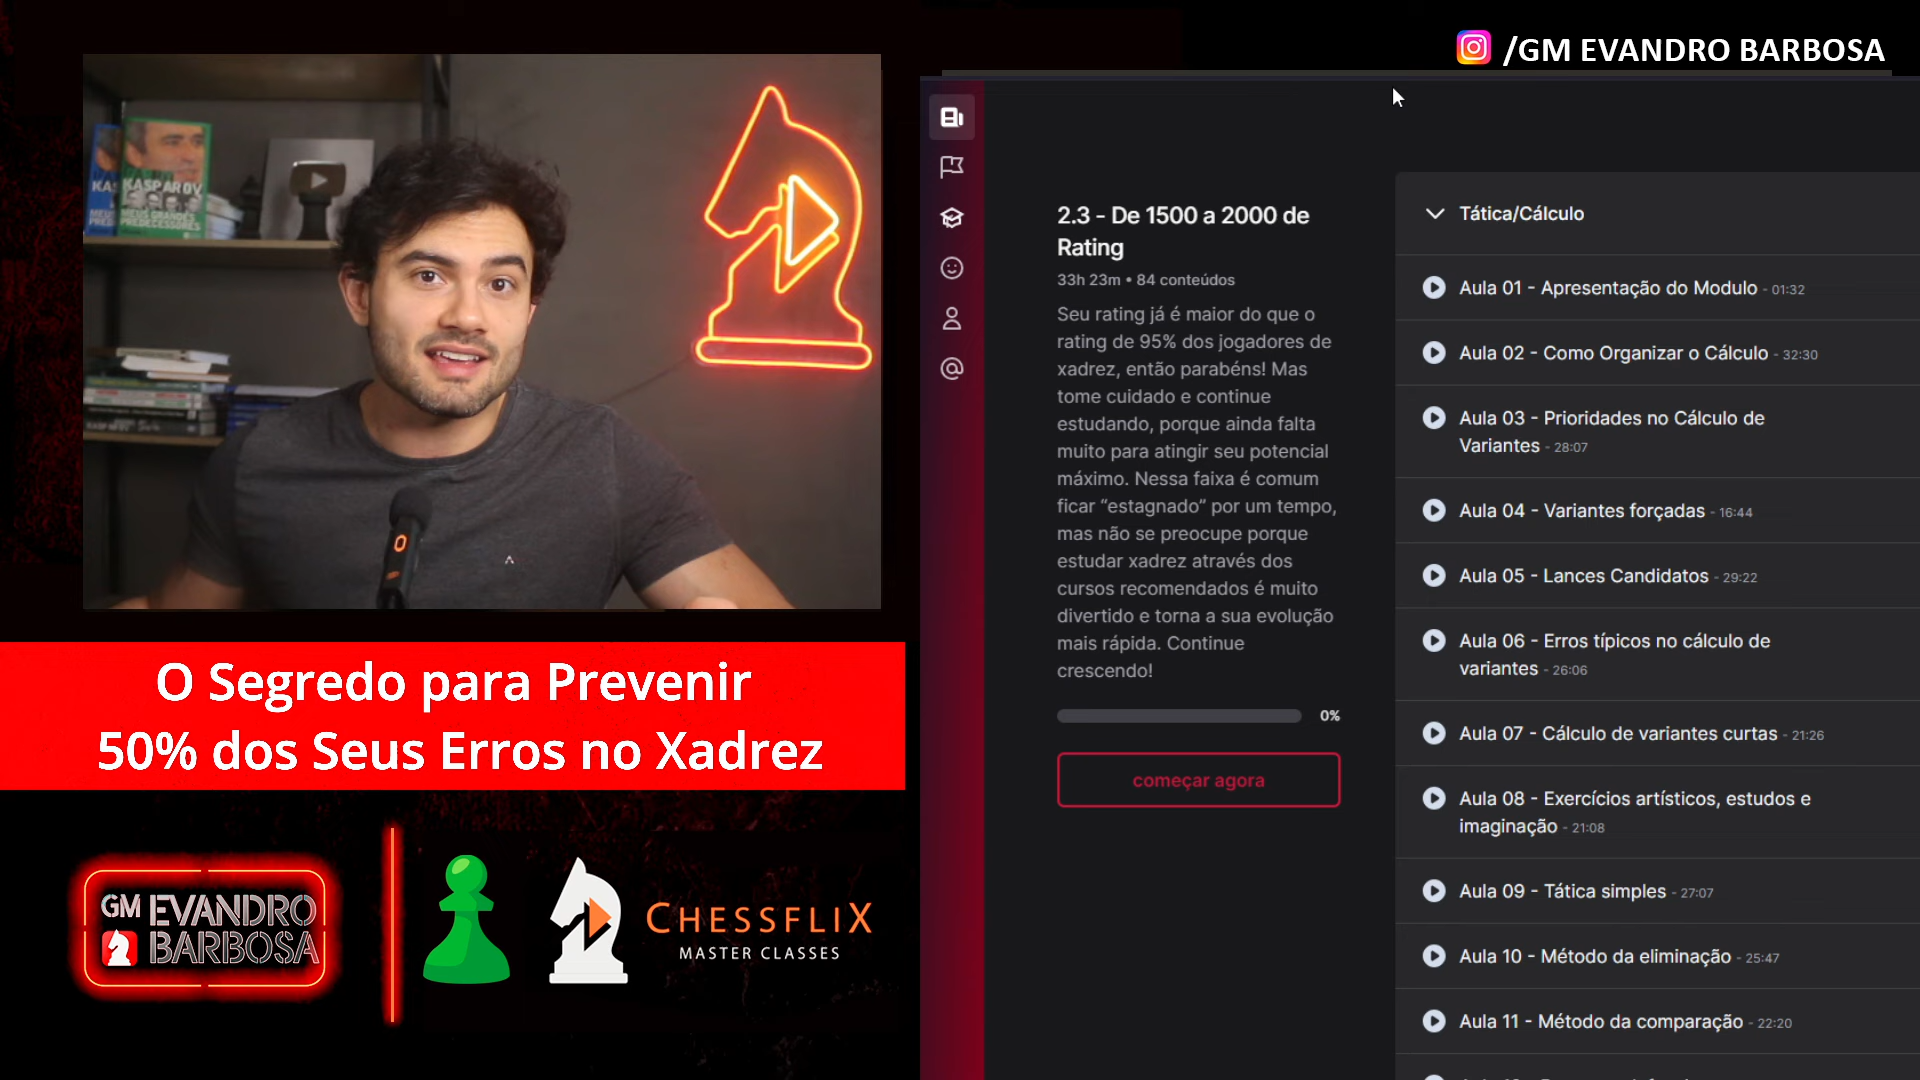 /GM EVANDRO BARBOSA
KASPAROV
MEUS GRANDES
PREDECESSORES
O Segredo para Prevenir
50% dos Seus Erros no Xadrez
GM EVANDRO
BARBOSA
CHESSFLIX
MASTER CLASSES
2.3 - De 1500 a 2000 de
Rating
33h 23m • 84 conteúdos
Seu rating já é maior do que o
rating de 95% dos jogadores de
xadrez, então parabéns! Mas
tome cuidado e continue
estudando, porque ainda falta
muito para atingir seu potencial
máximo. Nessa faixa é comum
ficar “estagnado” por um tempo,
mas não se preocupe porque
estudar xadrez através dos
cursos recomendados é muito
divertido e torna a sua evolução
mais rápida. Continue
crescendo!
0%
começar agora
Tática/Cálculo
Aula 01 - Apresentação do Modulo - 01:32
Aula 02 - Como Organizar o Cálculo - 32:30
Aula 03 - Prioridades no Cálculo de
Variantes - 28:07
Aula 04 - Variantes forçadas - 16:44
Aula 05 - Lances Candidatos - 29:22
Aula 06 - Erros típicos no cálculo de
variantes - 26:06
Aula 07 - Cálculo de variantes curtas - 21:26
Aula 08 - Exercícios artísticos, estudos e
imaginação - 21:08
Aula 09 - Tática simples - 27:07
Aula 10 - Método da eliminação - 25:47
Aula 11 - Método da comparação - 22:20